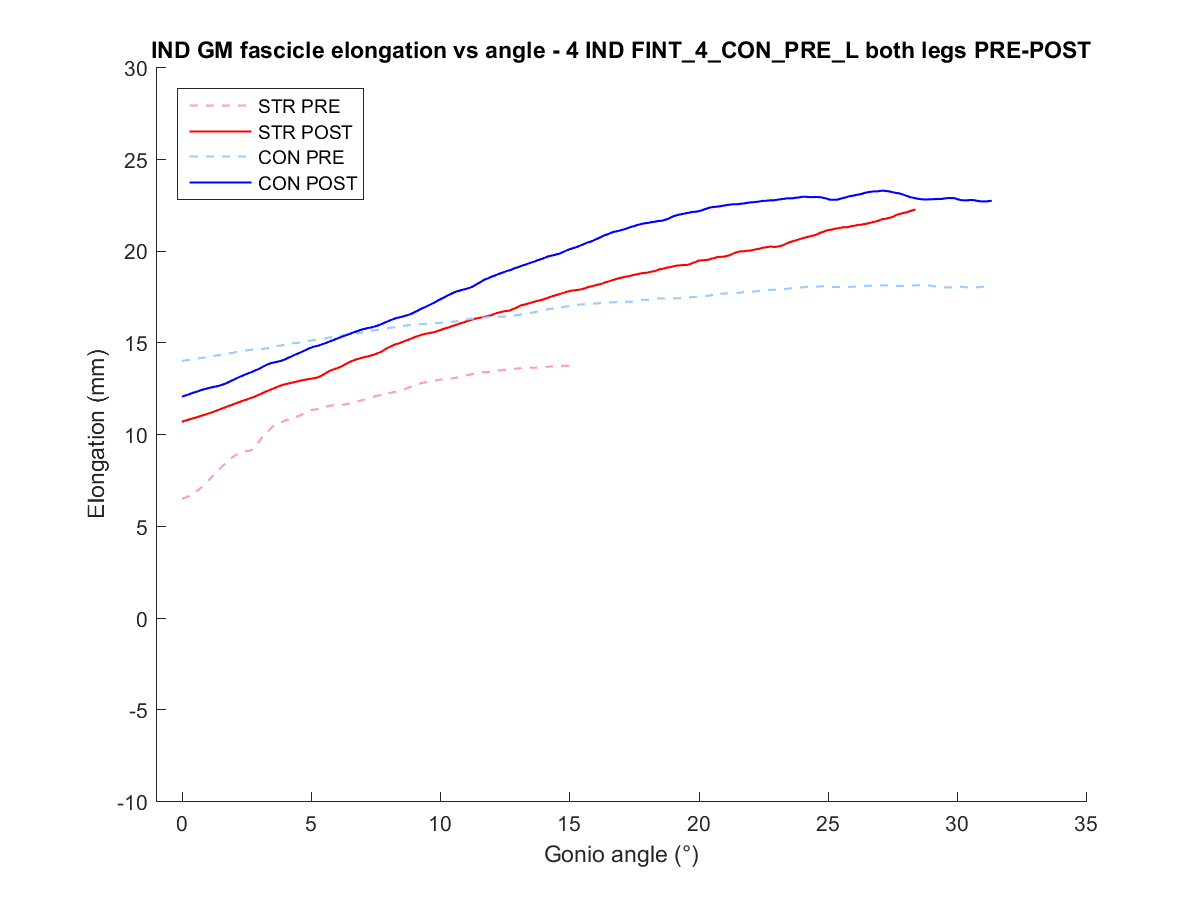 IND GM fascicle elongation vs angle - 4 IND FINT_4_CON_PRE_L both legs PRE-POST
30
25
20
15
10
5
0
-5
-10
Elongation (mm)
STR PRE
STR POST
CON PRE
CON POST
0 5 10 15 20 25 30 35
Gonio angle (°)